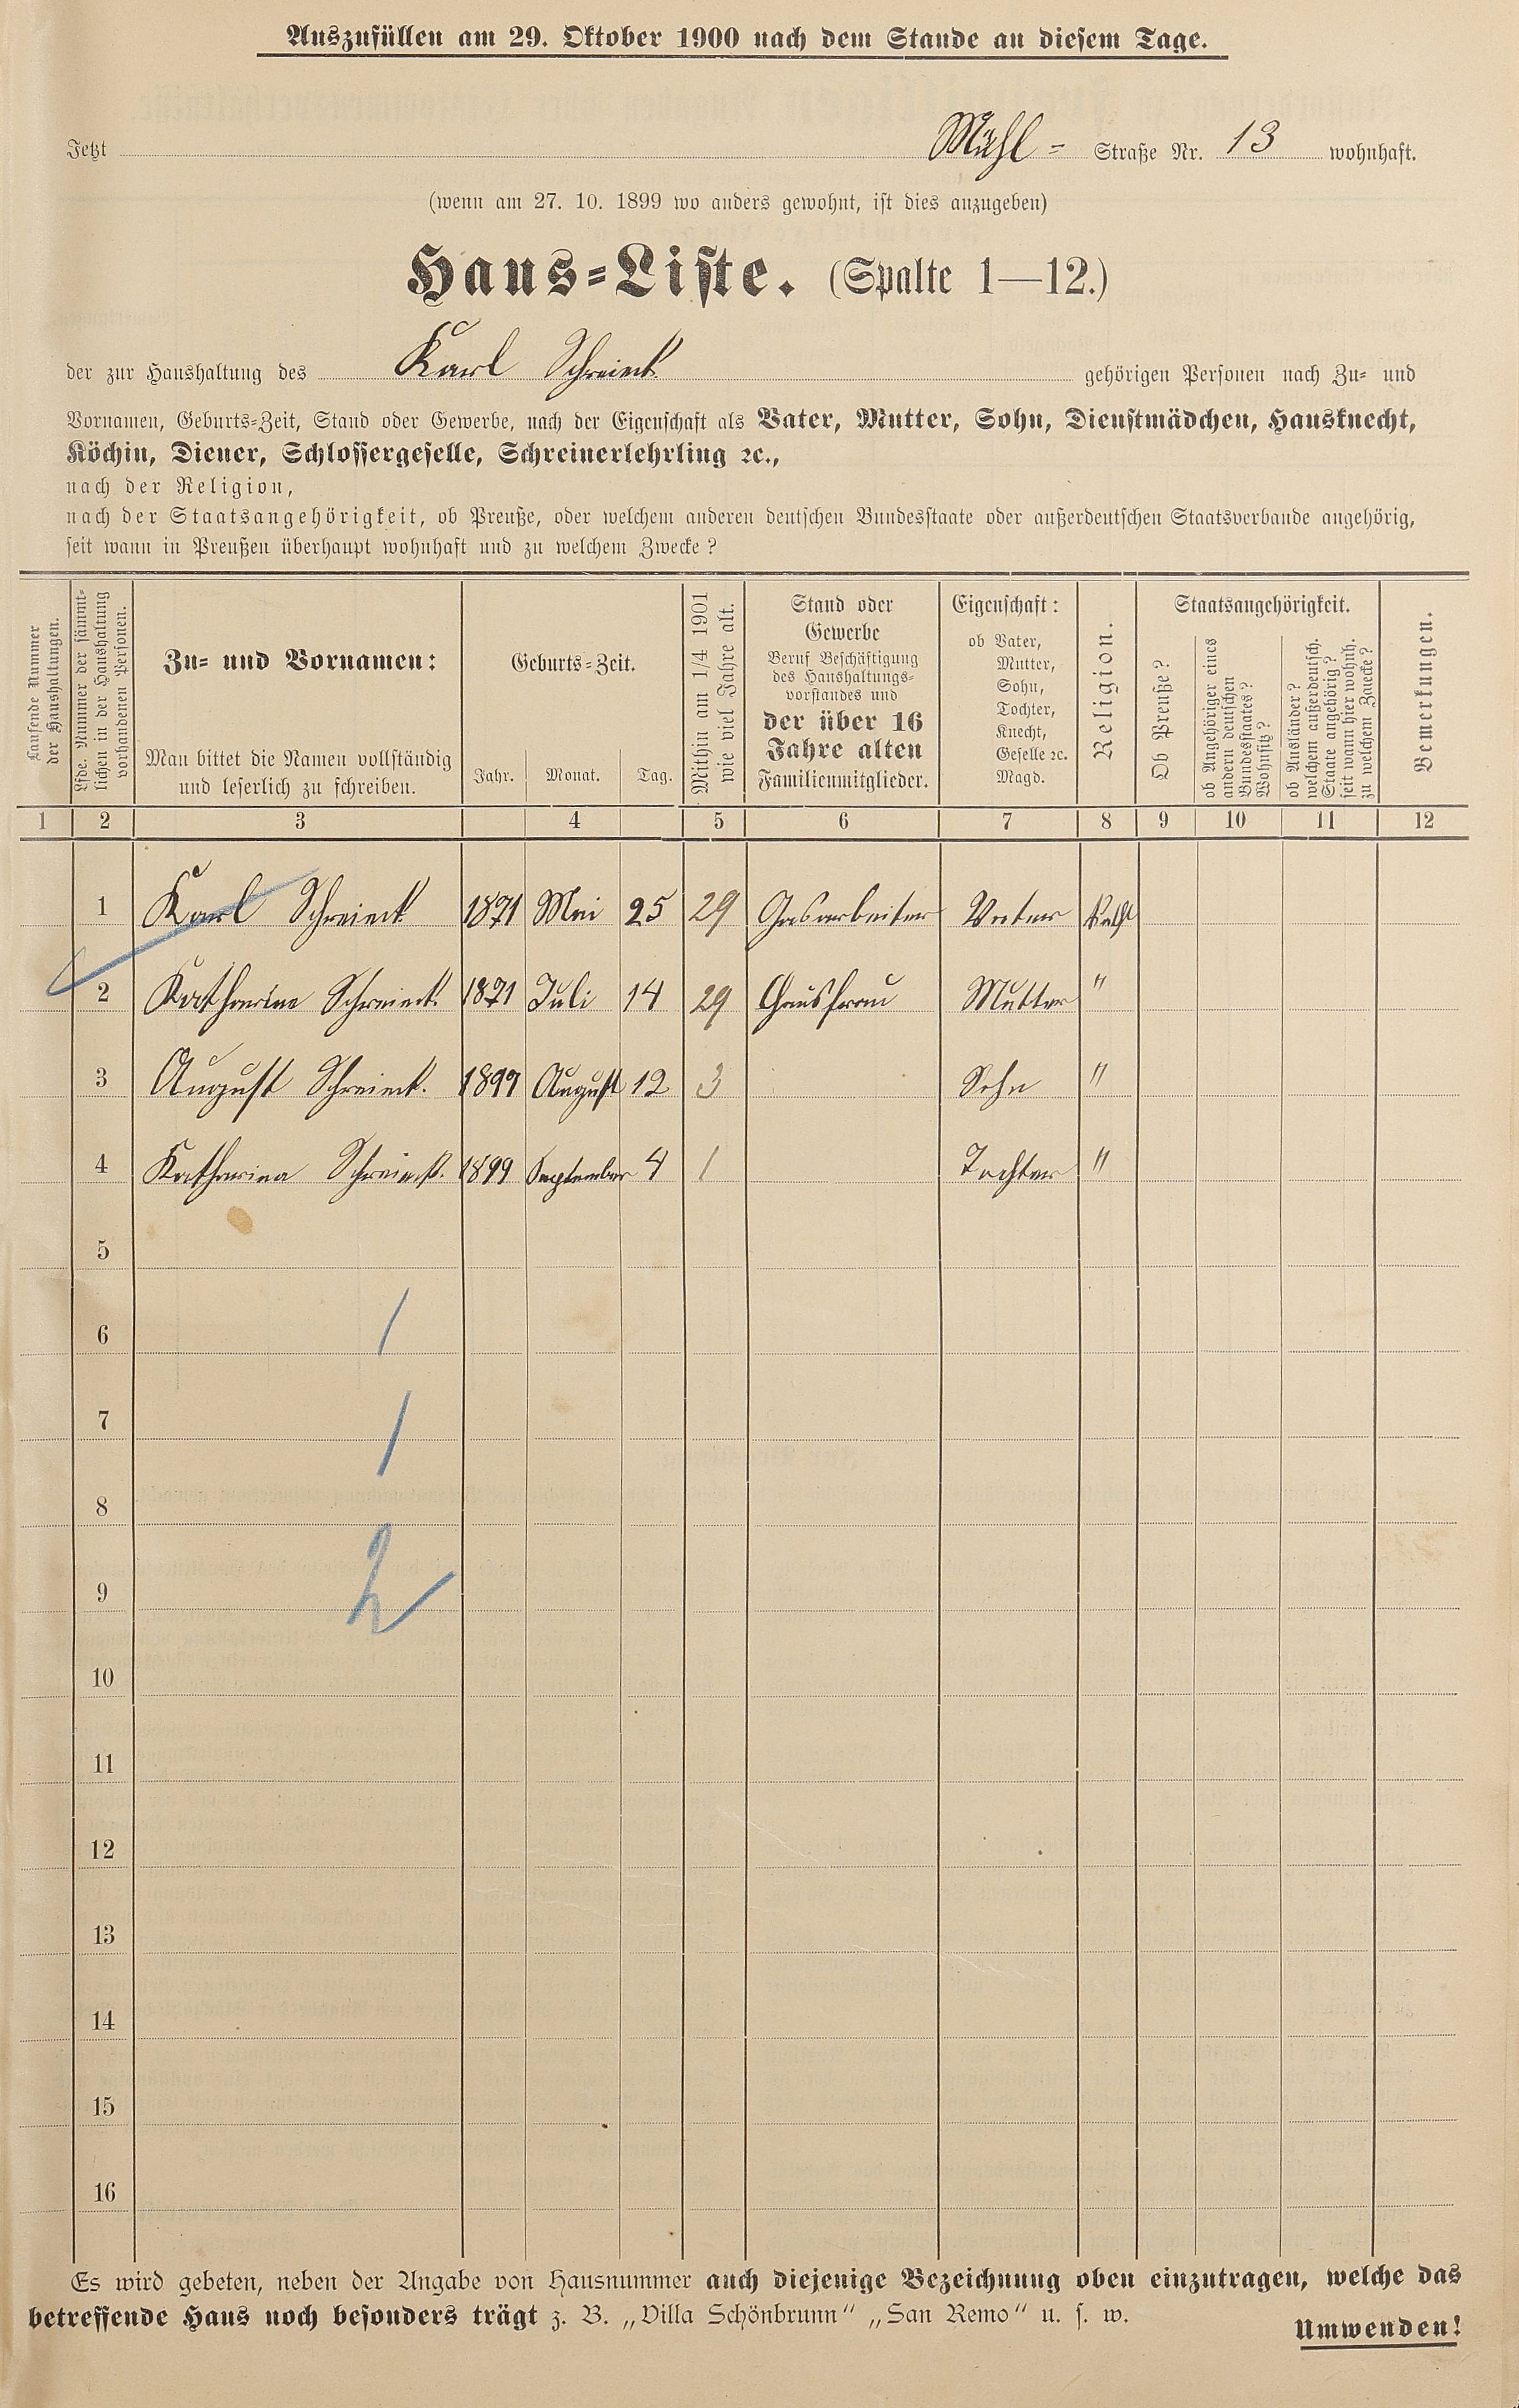 Auszufüllen am 29. Oktober 1900 nach dem Stande an diesem Tage.
Jetzt Mühl- Straße Nr. 13 wohnhaft.
(wenn am 27. 10. 1899 wo anders gewohnt, ist dies anzugeben)
Haus-Liste. (Spalte 1—12.)
der zur Haushaltung des Karl Schreieck gehörigen Personen nach Zu- und
Vornamen, Geburts-Zeit, Stand oder Gewerbe, nach der Eigenschaft als Vater, Mutter, Sohn, Dienstmädchen, Hausknecht,
Köchin, Diener, Schlossergeselle, Schreinerlehrling ꝛc.,
nach der Religion,
nach der Staatsangehörigkeit, ob Preuße, oder welchem anderen deutschen Bundesstaate oder außerdeutschen Staatsverbande angehörig,
seit wann in Preußen überhaupt wohnhaft und zu welchem Zwecke?
Laufende Nummer
der Haushaltungen.
Lfde. Nummer der sämmt-
lichen in der Haushaltung
vorhandenen Personen.
Zu- und Vornamen:
Man bittet die Namen vollständig
und leserlich zu schreiben.
Geburts-Zeit.
Jahr. Monat. Tag.
Mithin am 1/4 1901
wie viel Jahre alt.
Stand oder
Gewerbe
Beruf Beschäftigung
des Haushaltungs-
vorstandes und
der über 16
Jahre alten
Familienmitglieder.
Eigenschaft:
ob Vater,
Mutter,
Sohn,
Tochter,
Knecht,
Geselle ꝛc.
Magd.
Religion.
Staatsangehörigkeit.
Ob Preuße?
ob Angehöriger eines
andern deutschen
Bundesstaates?
Wohnsitz?
ob Ausländer?
welchem außerdeutsch.
Staate angehörig?
seit wann hier wohnh.
zu welchem Zwecke?
Bemerkungen.
1 2 3 4 5 6 7 8 9 10 11 12
1 Karl Schreieck 1871 Mai 25 29 Gasarbeiter Vater Kath
2 Katharina Schreieck. 1871 Juli 14 29 Hausfrau Mutter "
3 August Schreieck. 1897 August 12 3 Sohn "
4 Katharina Schreieck. 1899 September 4 1 Tochter "
5
6 1
7 1
8
9 2
10
11
12
13
14
15
16
Es wird gebeten, neben der Angabe von Hausnummer auch diejenige Bezeichnung oben einzutragen, welche das
betreffende Haus noch besonders trägt z. B. „Villa Schönbrunn" „San Remo" u. s. w.
Umwenden!